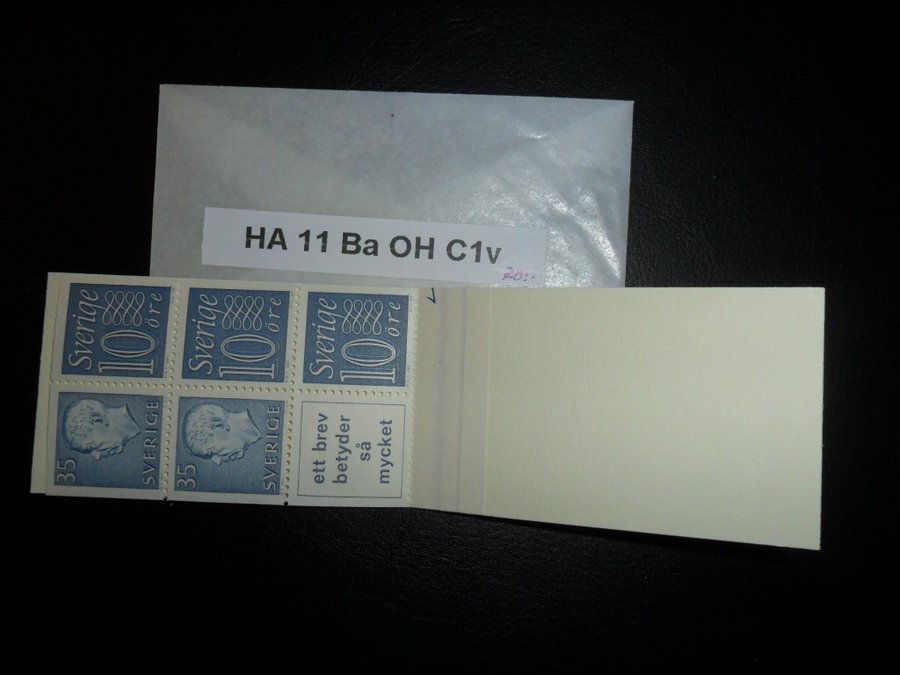 HA 11 Ba OH C1v
20:-
Sverige
10 öre
Sverige
10 öre
Sverige
10 öre
35
SVERIGE
35
SVERIGE
ett brev
betyder
så
mycket